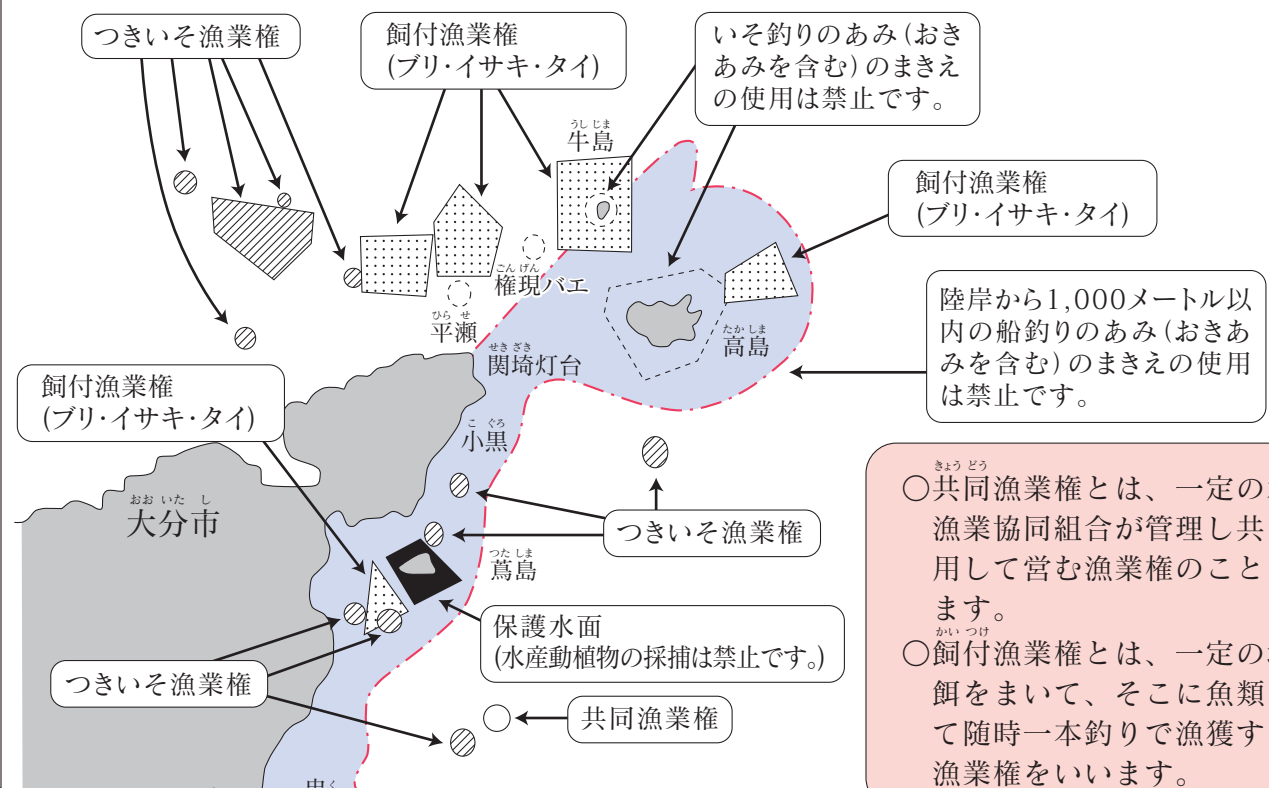 つきいそ漁業権
飼付漁業権
(ブリ・イサキ・タイ)
いそ釣りのあみ(おき
あみを含む)のまきえ
の使用は禁止です。
うしじま
牛島
飼付漁業権
(ブリ・イサキ・タイ)
ごんげん
権現バエ
ひらせ
平瀬
せきざき
関埼灯台
たかしま
高島
陸岸から1,000メートル以
内の船釣りのあみ(おきあ
みを含む)のまきえの使用
は禁止です。
飼付漁業権
(ブリ・イサキ・タイ)
こぐろ
小黒
おおいたし
大分市
つきいそ漁業権
つたしま
蔦島
保護水面
(水産動植物の採捕は禁止です。)
つきいそ漁業権
共同漁業権
きょうどう
○共同漁業権とは、一定の
漁業協同組合が管理し共
用して営む漁業権のこと
ます。
かいつけ
○飼付漁業権とは、一定の
餌をまいて、そこに魚類
て随時一本釣りで漁獲す
漁業権をいいます。